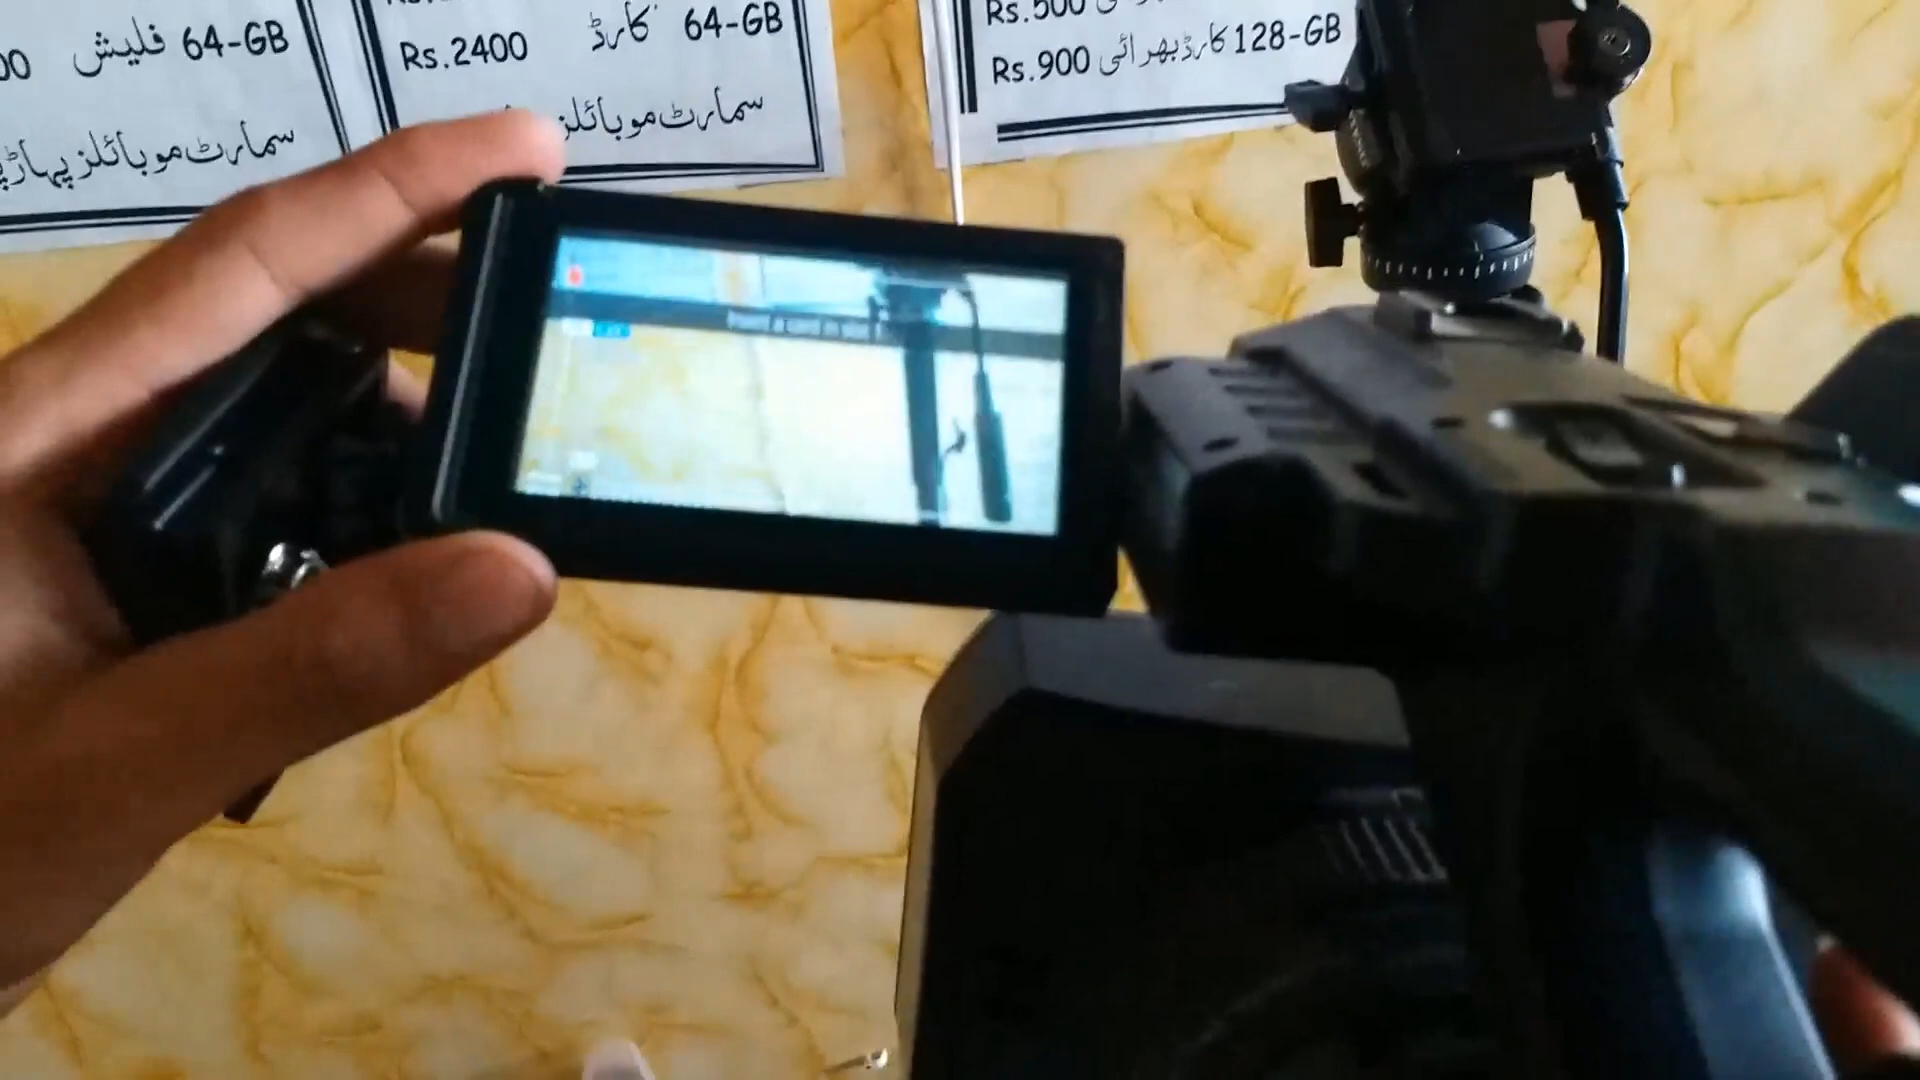 64-GB فلیش
سمارٹ موبائلز پہاڑپ
64-GB کارڈ Rs.2400
سمارٹ موبائلز
Rs.500
128-GB کارڈ بھرائی Rs.900